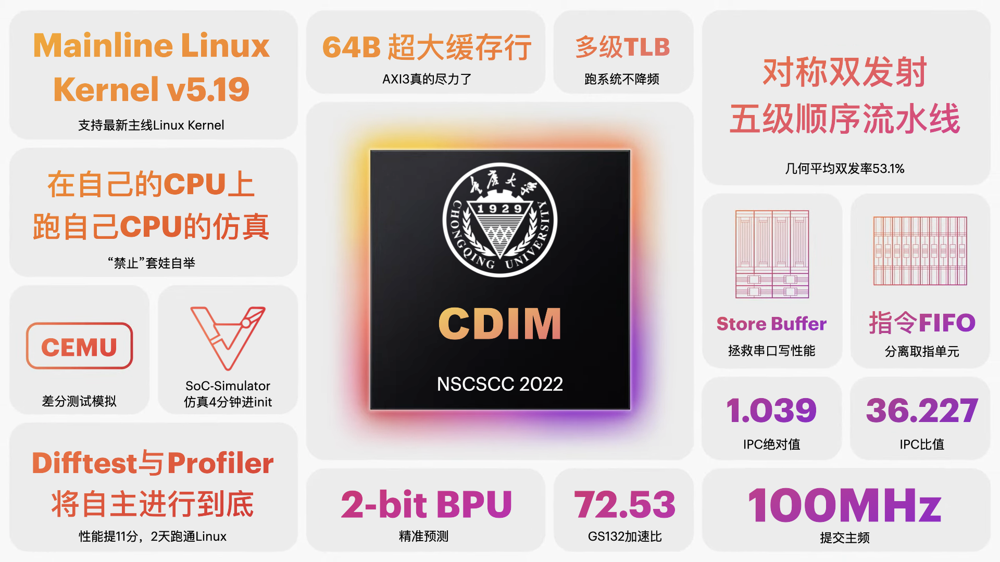 Mainline Linux
Kernel v5.19
支持最新主线Linux Kernel
在自己的CPU上
跑自己CPU的仿真
“禁止”套娃自举
CEMU
差分测试模拟
SoC-Simulator
仿真4分钟进init
Difftest与Profiler
将自主进行到底
性能提11分，2天跑通Linux
64B 超大缓存行
AXI3真的尽力了
多级TLB
跑系统不降频
重庆大学
1929
CHONGQING UNIVERSITY
CDIM
NSCSCC 2022
2-bit BPU
精准预测
72.53
GS132加速比
对称双发射
五级顺序流水线
几何平均双发率53.1%
Store Buffer
拯救串口写性能
指令FIFO
分离取指单元
1.039
IPC绝对值
36.227
IPC比值
100MHz
提交主频